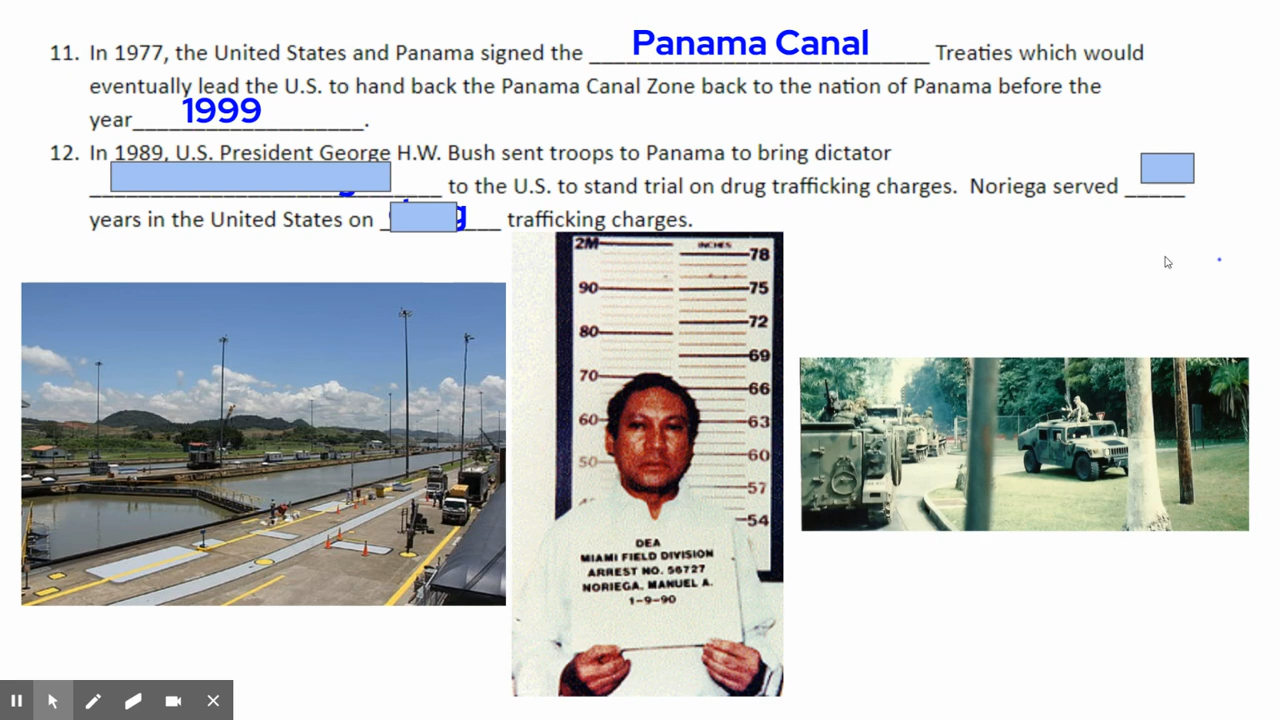 11. In 1977, the United States and Panama signed the Panama Canal Treaties which would
eventually lead the U.S. to hand back the Panama Canal Zone back to the nation of Panama before the
year 1999.
12. In 1989, U.S. President George H.W. Bush sent troops to Panama to bring dictator
to the U.S. to stand trial on drug trafficking charges. Noriega served _____
years in the United States on trafficking charges.
2M INCHES 78
90 75
80 72
69
70 66
60 63
60
50 57
54
DEA
MIAMI FIELD DIVISION
ARREST NO. 56727
NORIEGA, MANUEL A.
1-9-90